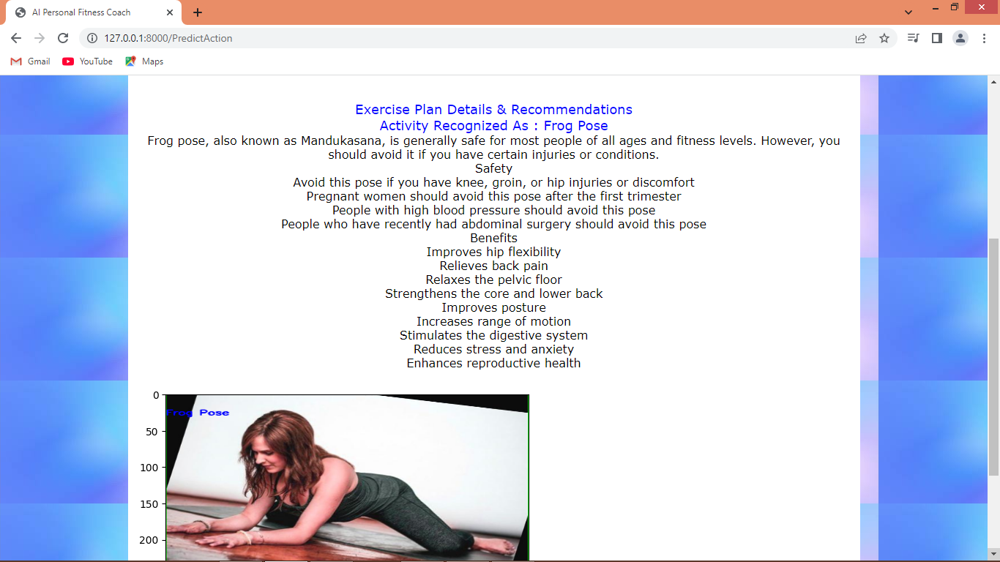 AI Personal Fitness Coach
127.0.0.1:8000/PredictAction
Gmail YouTube Maps
Exercise Plan Details & Recommendations
Activity Recognized As : Frog Pose
Frog pose, also known as Mandukasana, is generally safe for most people of all ages and fitness levels. However, you
should avoid it if you have certain injuries or conditions.
Safety
Avoid this pose if you have knee, groin, or hip injuries or discomfort
Pregnant women should avoid this pose after the first trimester
People with high blood pressure should avoid this pose
People who have recently had abdominal surgery should avoid this pose
Benefits
Improves hip flexibility
Relieves back pain
Relaxes the pelvic floor
Strengthens the core and lower back
Improves posture
Increases range of motion
Stimulates the digestive system
Reduces stress and anxiety
Enhances reproductive health
0
Frog Pose
50
100
150
200